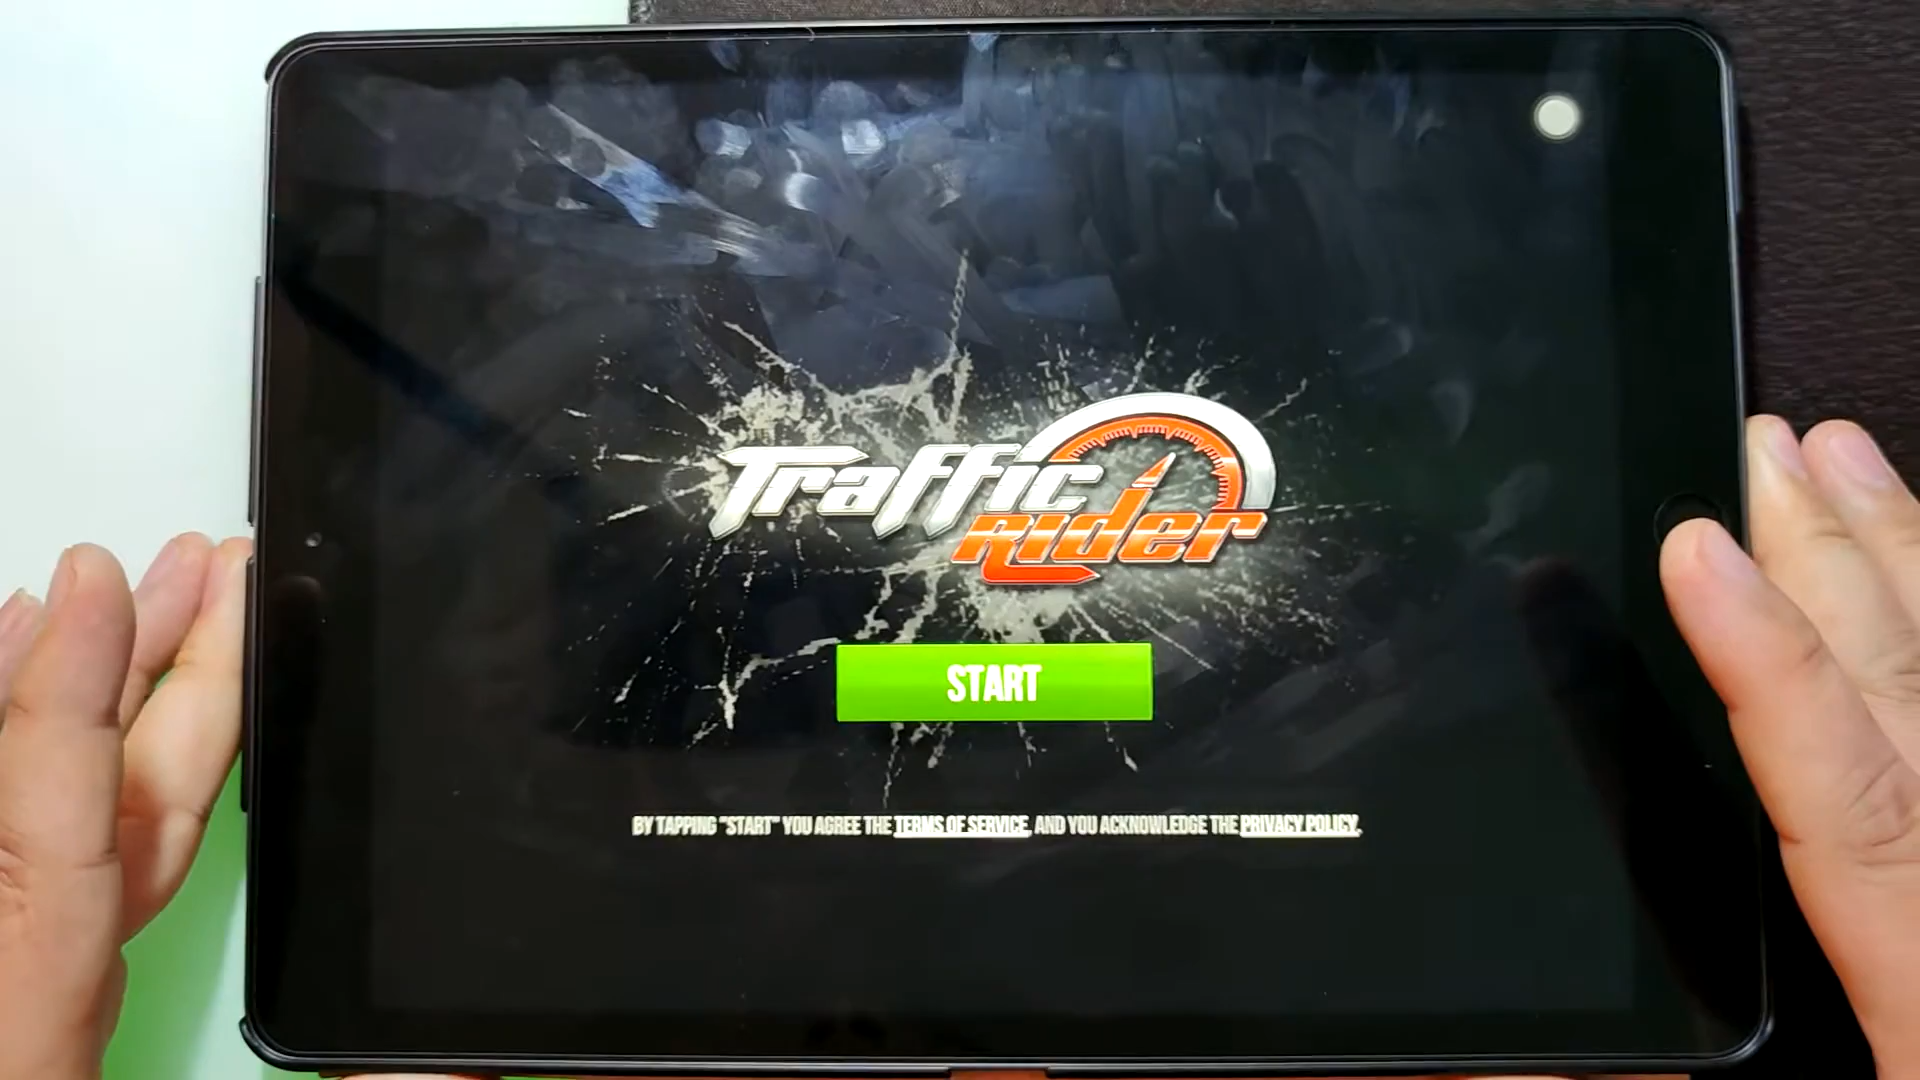 Traffic
Rider
START
BY TAPPING "START" YOU AGREE THE TERMS OF SERVICE, AND YOU ACKNOWLEDGE THE PRIVACY POLICY.